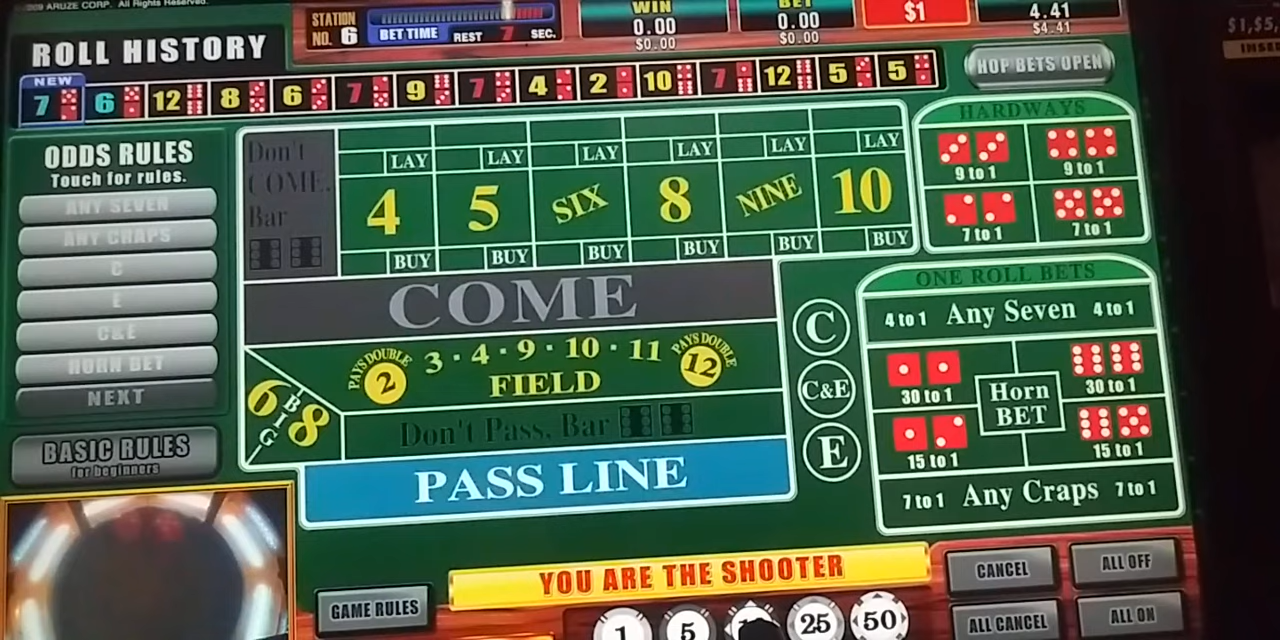 2009 ARUZE CORP. All Rights Reserved.
STATION NO. 6
BET TIME REST 7 SEC.
WIN
0.00
$0.00
BET
0.00
$0.00
$1
4.41
$4.41
ROLL HISTORY
NEW
7 6 12 8 6 7 9 7 4 2 10 7 12 5 5
HOP BETS OPEN
ODDS RULES
Touch for rules.
ANY SEVEN
ANY CRAPS
C
E
C&E
HORN BET
NEXT
BASIC RULES
for beginners
Don't
COME.
Bar
LAY LAY LAY LAY LAY LAY
4 5 SIX 8 NINE 10
BUY BUY BUY BUY BUY BUY
COME
PAYS DOUBLE
2
3 · 4 · 9 · 10 · 11
PAYS DOUBLE
12
FIELD
6 BIG 8
Don't Pass. Bar
PASS LINE
C
C&E
E
HARDWAYS
9 to 1 9 to 1
7 to 1 7 to 1
ONE ROLL BETS
4 to 1 Any Seven 4 to 1
30 to 1 30 to 1
Horn
BET
15 to 1 15 to 1
7 to 1 Any Craps 7 to 1
YOU ARE THE SHOOTER
GAME RULES
1 5 25 50
CANCEL
ALL OFF
ALL CANCEL
ALL ON